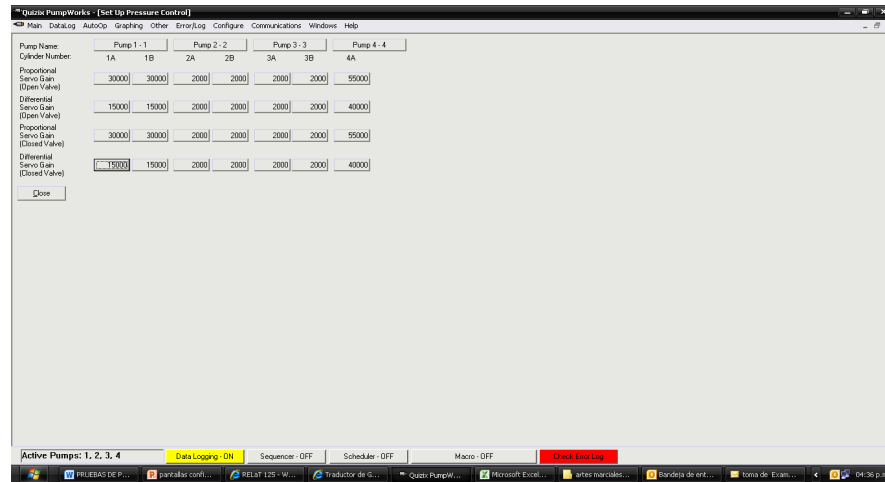 Quizix PumpWorks - [Set Up Pressure Control]
Main DataLog AutoOp Graphing Other Error/Log Configure Communications Windows Help
Pump Name: Pump 1 - 1 Pump 2 - 2 Pump 3 - 3 Pump 4 - 4
Cylinder Number: 1A 1B 2A 2B 3A 3B 4A
Proportional
Servo Gain
(Open Valve)
30000 30000 2000 2000 2000 2000 55000
Differential
Servo Gain
(Open Valve)
15000 15000 2000 2000 2000 2000 40000
Proportional
Servo Gain
(Closed Valve)
30000 30000 2000 2000 2000 2000 55000
Differential
Servo Gain
(Closed Valve)
15000 15000 2000 2000 2000 2000 40000
Close
Active Pumps: 1, 2, 3, 4 Data Logging - ON Sequencer - OFF Scheduler - OFF Macro - OFF Check Error Log
PRUEBAS DE P... pantallas confi... RELaT 125 - W... Traductor de G... Quizix PumpW... Microsoft Excel... artes marciales... Bandeja de ent... toma de Exam... 04:36 p.m